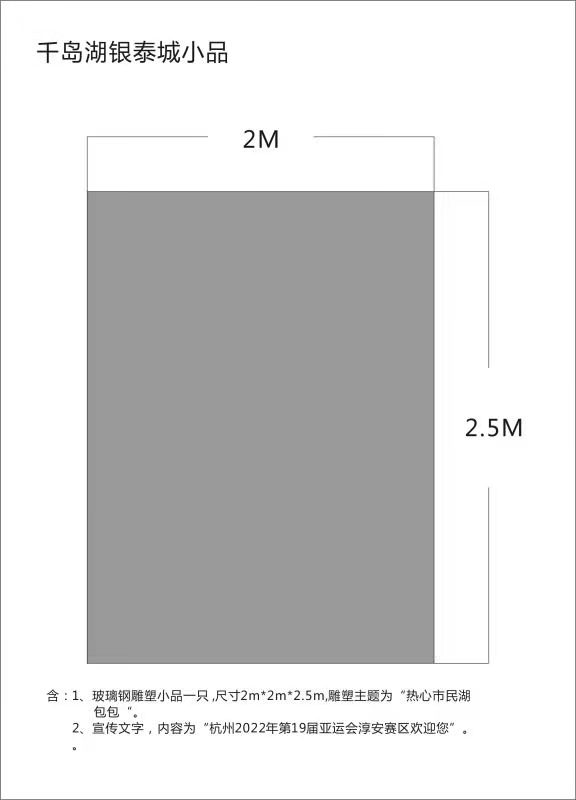 千岛湖银泰城小品
2M
2.5M
含：1、玻璃钢雕塑小品一只,尺寸2m*2m*2.5m,雕塑主题为“热心市民湖
包包“。
2、宣传文字，内容为“杭州2022年第19届亚运会淳安赛区欢迎您”。
。